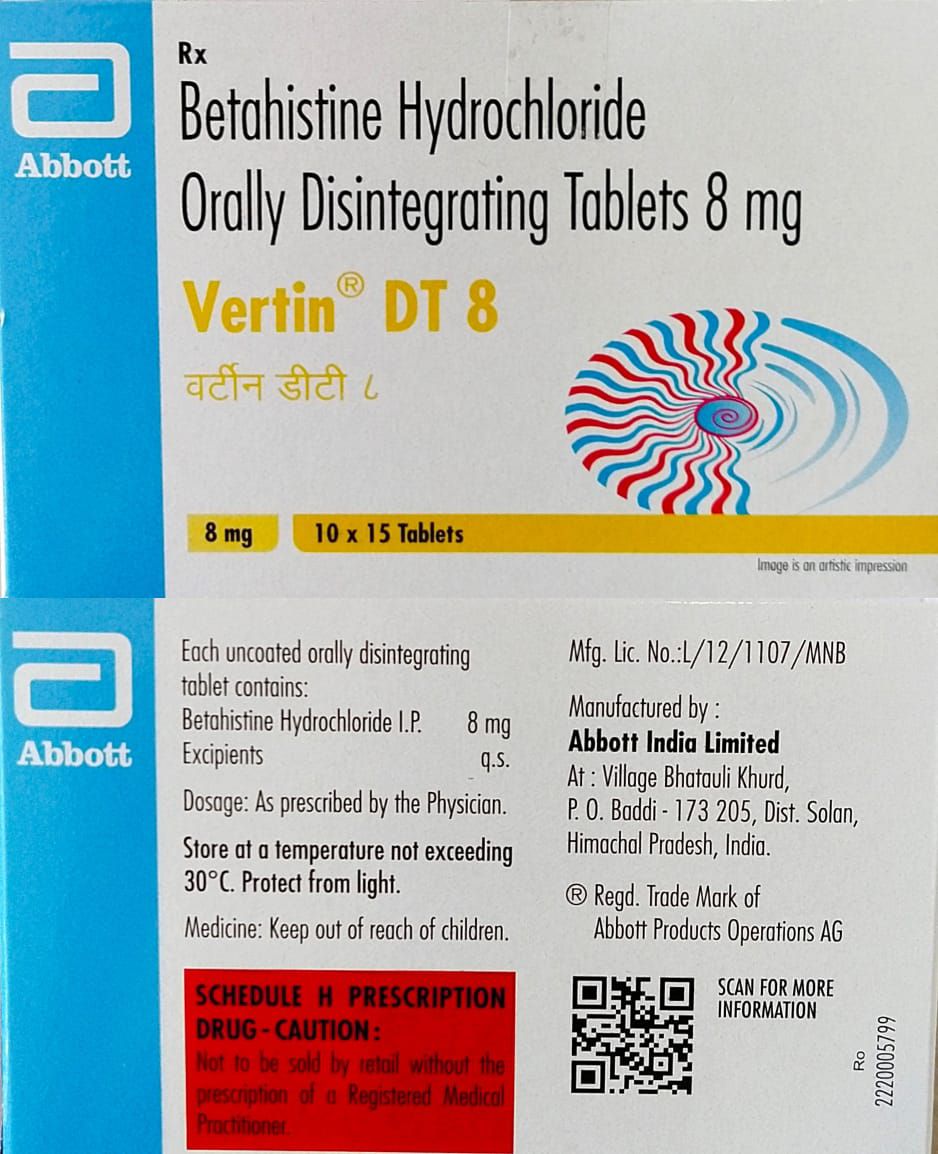 Abbott
Rx
Betahistine Hydrochloride
Orally Disintegrating Tablets 8 mg
Vertin® DT 8
वर्टीन डीटी ८
8 mg
10 x 15 Tablets
Image is an artistic impression
Abbott
Each uncoated orally disintegrating
tablet contains:
Betahistine Hydrochloride I.P. 8 mg
Excipients q.s.
Dosage: As prescribed by the Physician.
Store at a temperature not exceeding
30°C. Protect from light.
Medicine: Keep out of reach of children.
SCHEDULE H PRESCRIPTION
DRUG - CAUTION :
Not to be sold by retail without the
prescription of a Registered Medical
Practitioner.
Mfg. Lic. No.:L/12/1107/MNB
Manufactured by :
Abbott India Limited
At : Village Bhatauli Khurd,
P. O. Baddi - 173 205, Dist. Solan,
Himachal Pradesh, India.
® Regd. Trade Mark of
Abbott Products Operations AG
SCAN FOR MORE
INFORMATION
Ro
2220005799